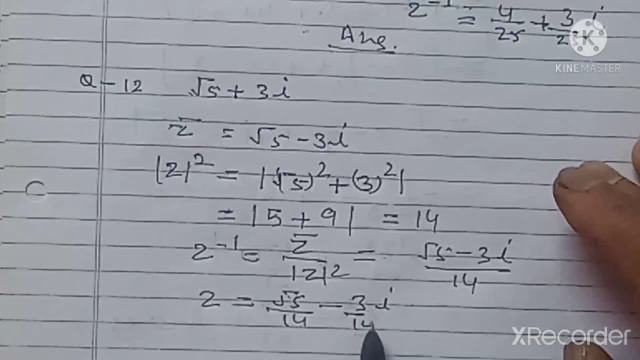 z⁻¹ = 4/25 + 3/25 i
Ans.
KINEMASTER
Q-12 √5 + 3i
z̅ = √5 - 3i
|z|² = |(√5)² + (3)²|
= |5 + 9| = 14
z⁻¹ = z̅/|z|² = √5 - 3i/14
z = √5/14 - 3/14 i
XRecorder